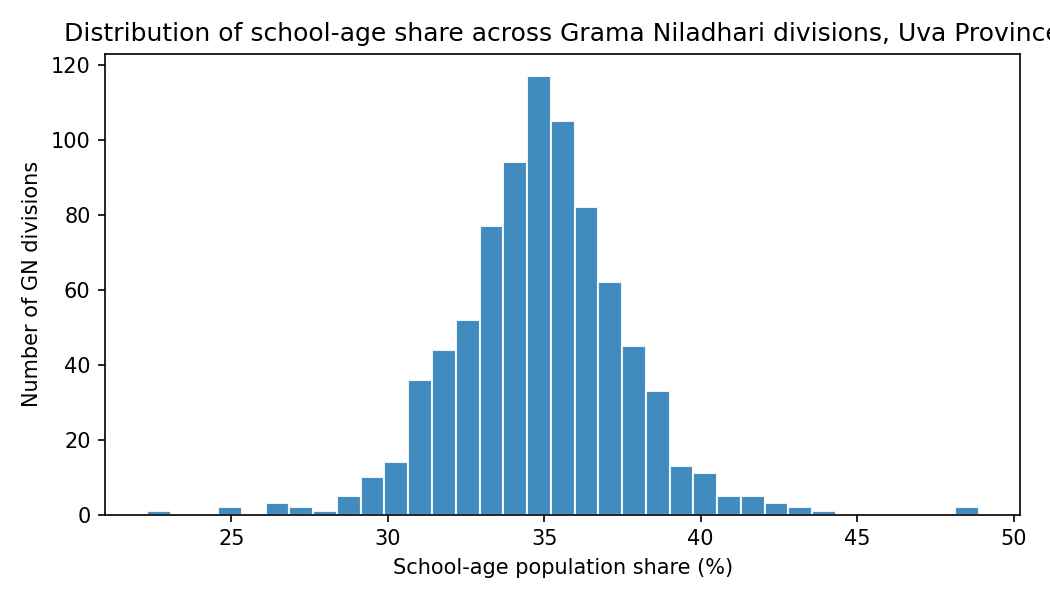 Distribution of school-age share across Grama Niladhari divisions, Uva Province
120
100
80
60
40
20
0
Number of GN divisions
25 30 35 40 45 50
School-age population share (%)